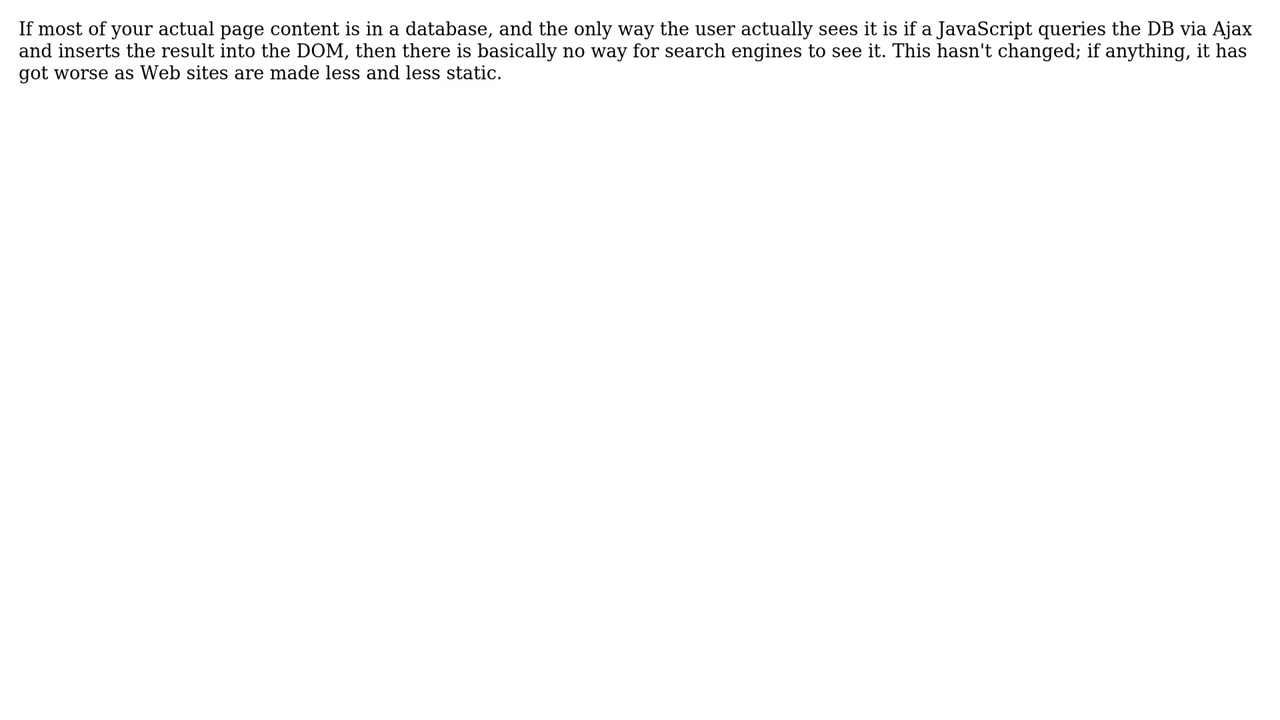 If most of your actual page content is in a database, and the only way the user actually sees it is if a JavaScript queries the DB via Ajax
and inserts the result into the DOM, then there is basically no way for search engines to see it. This hasn't changed; if anything, it has
got worse as Web sites are made less and less static.